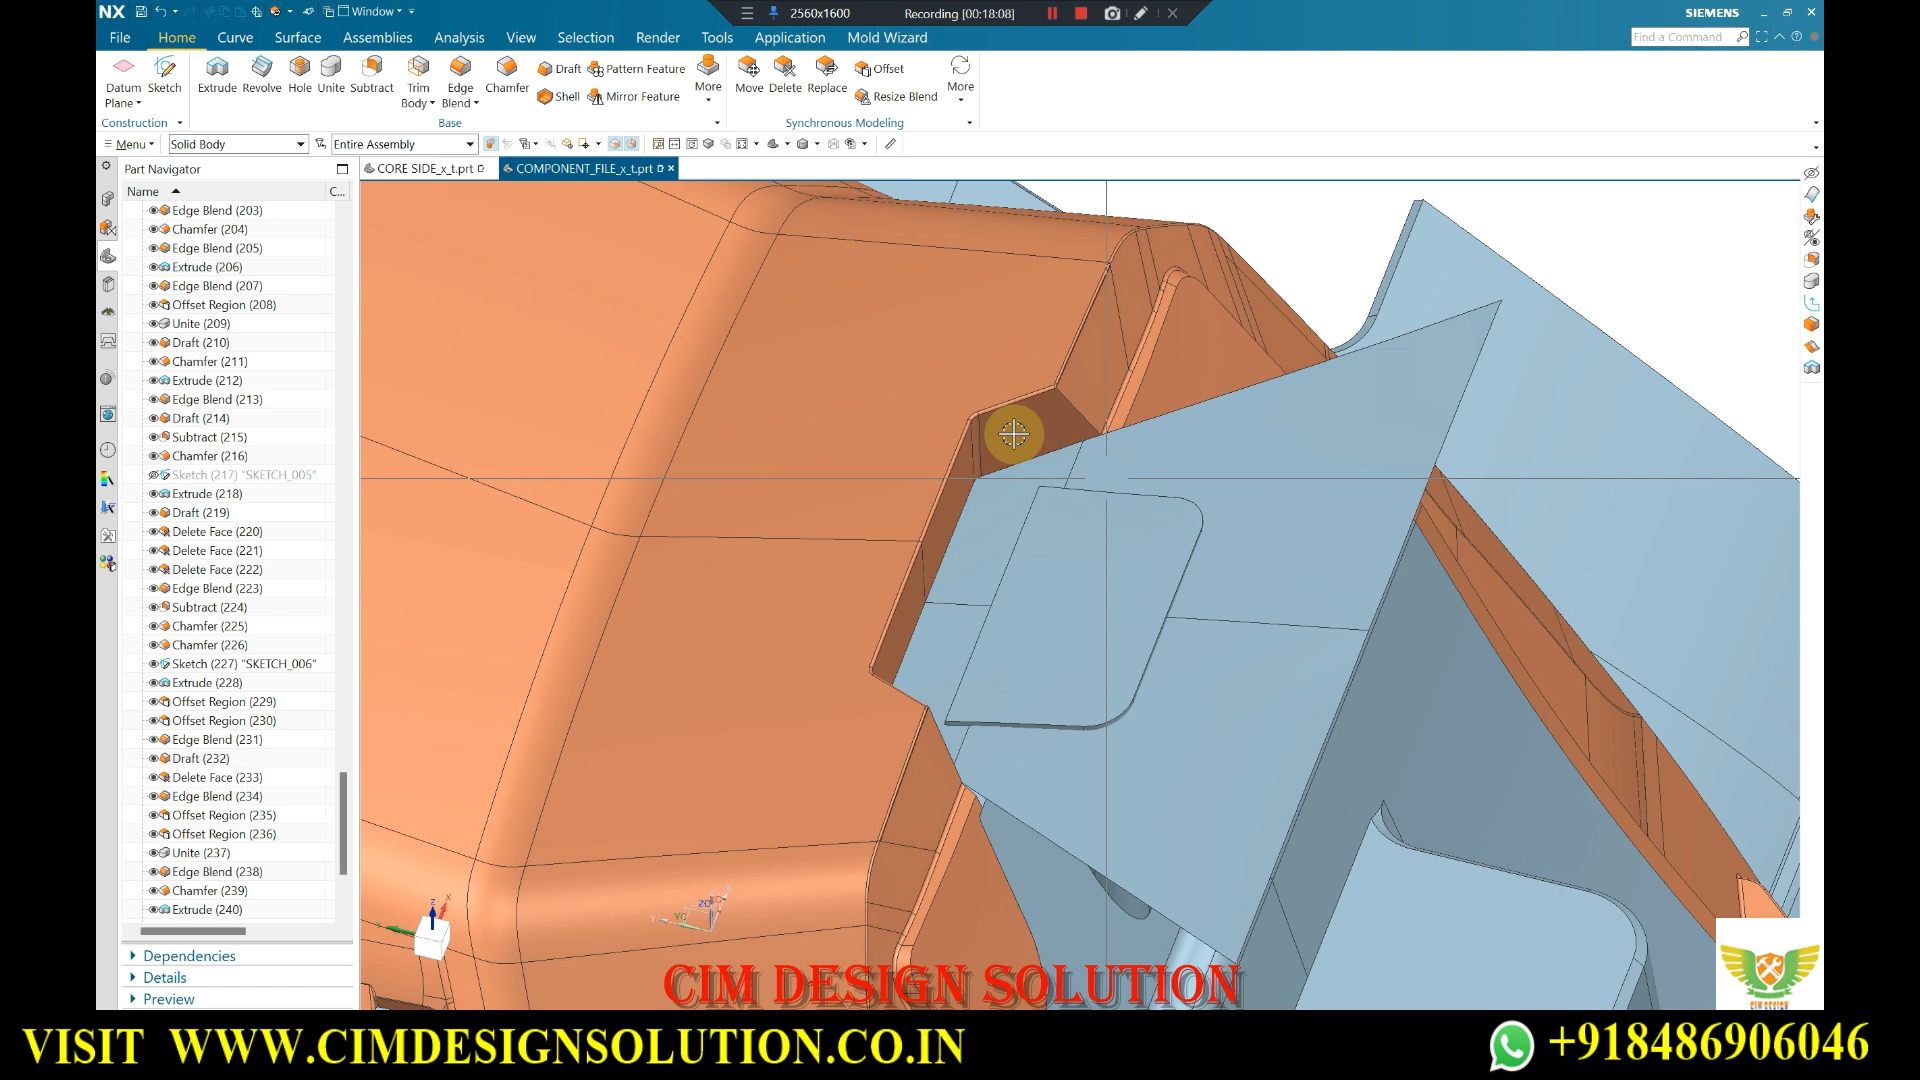 NX
Window
2560x1600
Recording [00:18:08]
SIEMENS
File
Home
Curve
Surface
Assemblies
Analysis
View
Selection
Render
Tools
Application
Mold Wizard
Find a Command
Datum Plane
Sketch
Extrude
Revolve
Hole
Unite
Subtract
Trim Body
Edge Blend
Chamfer
Draft
Pattern Feature
Shell
Mirror Feature
More
Move
Delete
Replace
Offset
Resize Blend
More
Construction
Base
Synchronous Modeling
Menu
Solid Body
Entire Assembly
Part Navigator
CORE SIDE_x_t.prt
COMPONENT_FILE_x_t.prt
Name
C...
Edge Blend (203)
Chamfer (204)
Edge Blend (205)
Extrude (206)
Edge Blend (207)
Offset Region (208)
Unite (209)
Draft (210)
Chamfer (211)
Extrude (212)
Edge Blend (213)
Draft (214)
Subtract (215)
Chamfer (216)
Sketch (217) "SKETCH_005"
Extrude (218)
Draft (219)
Delete Face (220)
Delete Face (221)
Delete Face (222)
Edge Blend (223)
Subtract (224)
Chamfer (225)
Chamfer (226)
Sketch (227) "SKETCH_006"
Extrude (228)
Offset Region (229)
Offset Region (230)
Edge Blend (231)
Draft (232)
Delete Face (233)
Edge Blend (234)
Offset Region (235)
Offset Region (236)
Unite (237)
Edge Blend (238)
Chamfer (239)
Extrude (240)
Dependencies
Details
Preview
CIM DESIGN SOLUTION
VISIT WWW.CIMDESIGNSOLUTION.CO.IN
+918486906046